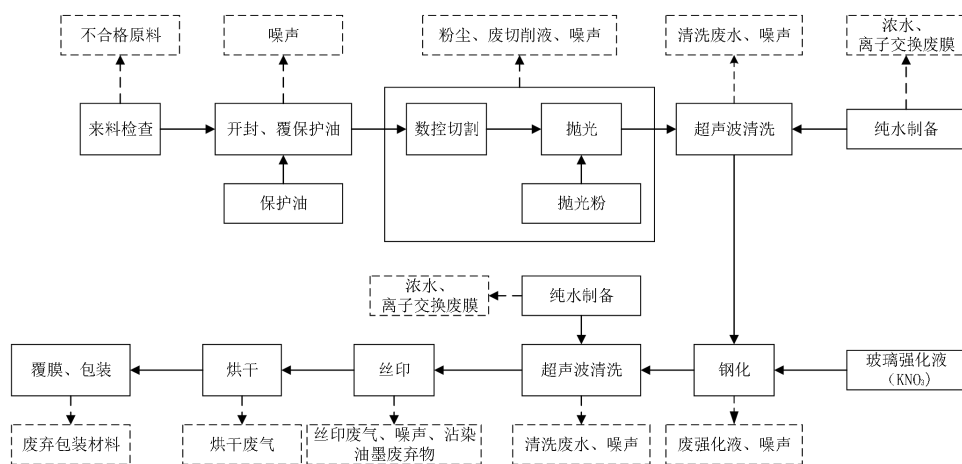 不合格原料
噪声
粉尘、废切削液、噪声
清洗废水、噪声
浓水、
离子交换废膜
来料检查
开封、覆保护油
数控切割
抛光
超声波清洗
纯水制备
保护油
抛光粉
浓水、
离子交换废膜
纯水制备
覆膜、包装
烘干
丝印
超声波清洗
钢化
玻璃强化液
（KNO₃）
废弃包装材料
烘干废气
丝印废气、噪声、沾染
油墨废弃物
清洗废水、噪声
废强化液、噪声